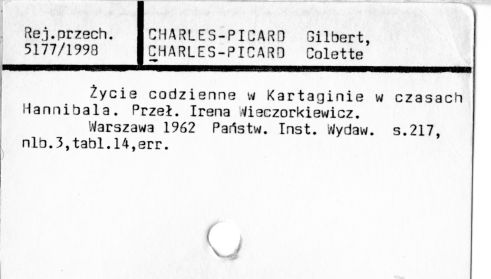 Rej.przech. CHARLES-PICARD Gilbert,
5177/1998 CHARLES-PICARD Colette
Życie codzienne w Kartaginie w czasach
Hannibala. Przeł. Irena Wieczorkiewicz.
Warszawa 1962 Państw. Inst. Wydaw. s.217,
nlb.3,tabl.14,err.